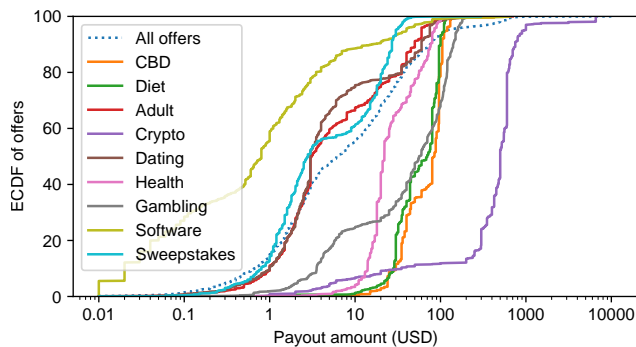 100
80
60
40
20
0
ECDF of offers
All offers
CBD
Diet
Adult
Crypto
Dating
Health
Gambling
Software
Sweepstakes
0.01 0.1 1 10 100 1000 10000
Payout amount (USD)